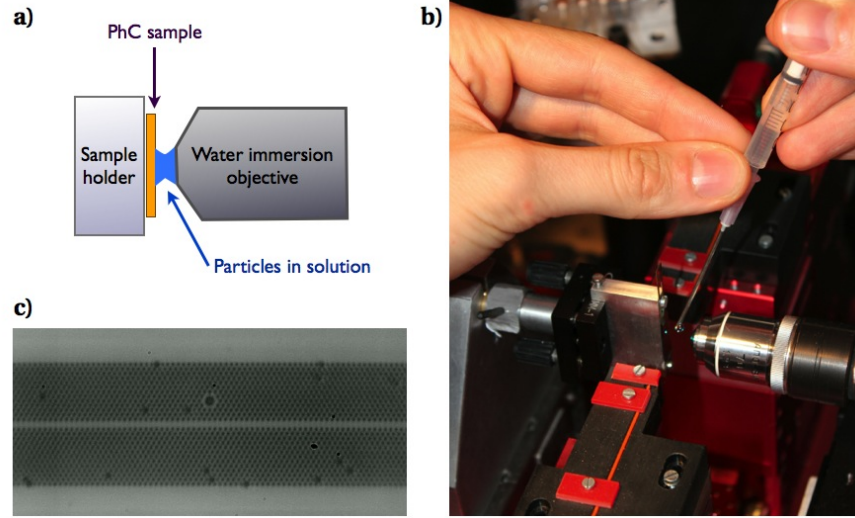 a)
PhC sample
Sample
holder
Water immersion
objective
Particles in solution
b)
c)